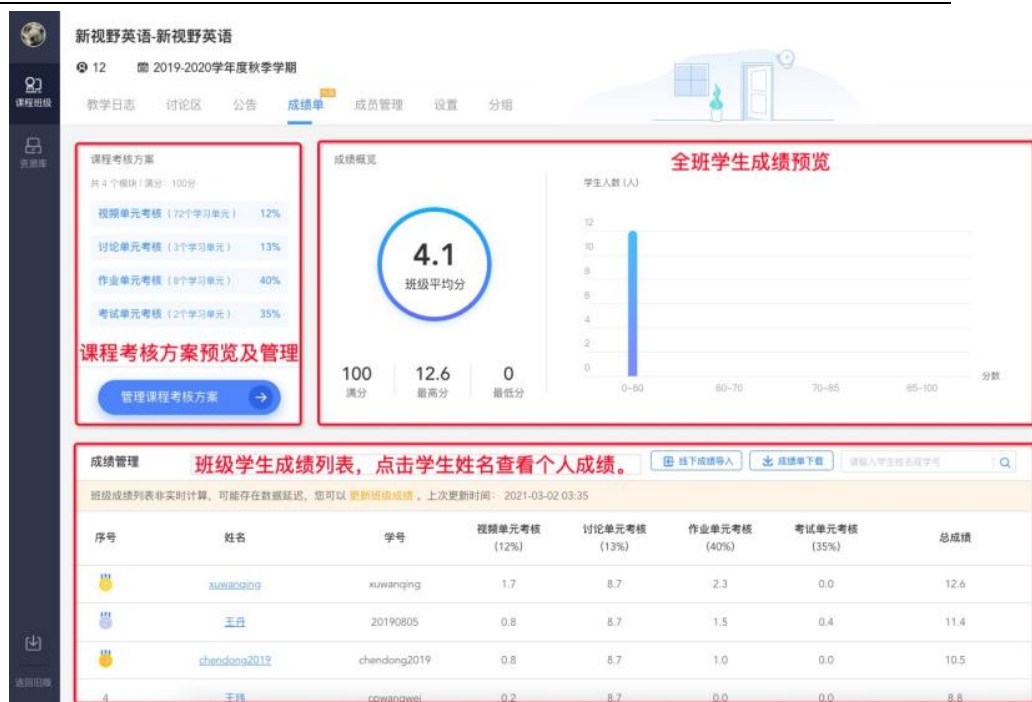 新视野英语-新视野英语
12 2019-2020学年度秋季学期
课程班级
教学日志 讨论区 公告 成绩单 成员管理 设置 分组
资源库
课程考核方案
共 4 个模块 | 满分：100分
视频单元考核（72个学习单元） 12%
讨论单元考核（3个学习单元） 13%
作业单元考核（8个学习单元） 40%
考试单元考核（2个学习单元） 35%
课程考核方案预览及管理
管理课程考核方案
成绩概览
全班学生成绩预览
4.1
班级平均分
100 12.6 0
满分 最高分 最低分
学生人数 (人)
12
10
8
6
4
2
0
0-60 60-70 70-85 85-100 分数
成绩管理 班级学生成绩列表，点击学生姓名查看个人成绩。 线下成绩导入 成绩单下载 请输入学生姓名或学号
班级成绩列表非实时计算，可能存在数据延迟，您可以 更新班级成绩 。上次更新时间： 2021-03-02 03:35
序号 姓名 学号 视频单元考核 (12%) 讨论单元考核 (13%) 作业单元考核 (40%) 考试单元考核 (35%) 总成绩
xuwanqing xuwanqing 1.7 8.7 2.3 0.0 12.6
王丹 20190805 0.8 8.7 1.5 0.4 11.4
chendong2019 chendong2019 0.8 8.7 1.0 0.0 10.5
4 cpwangwei 0.2 8.7 0.0 0.0 8.8
返回旧版